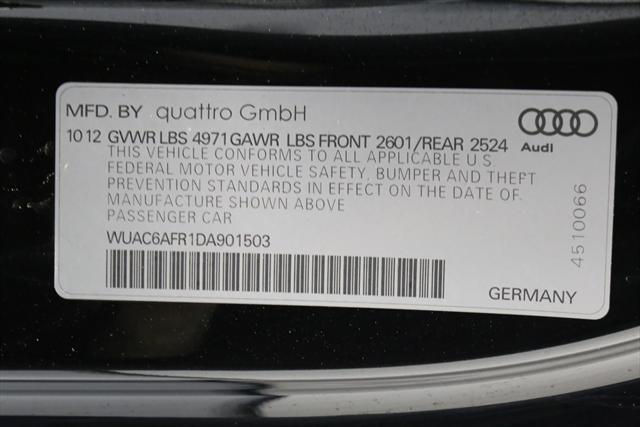 MFD. BY quattro GmbH
10 12 GVWR LBS 4971 GAWR LBS FRONT 2601/REAR 2524
THIS VEHICLE CONFORMS TO ALL APPLICABLE U S
FEDERAL MOTOR VEHICLE SAFETY, BUMPER AND THEFT
PREVENTION STANDARDS IN EFFECT ON THE DATE OF
MANUFACTURE SHOWN ABOVE
PASSENGER CAR
WUAC6AFR1DA901503
Audi
4510066
GERMANY